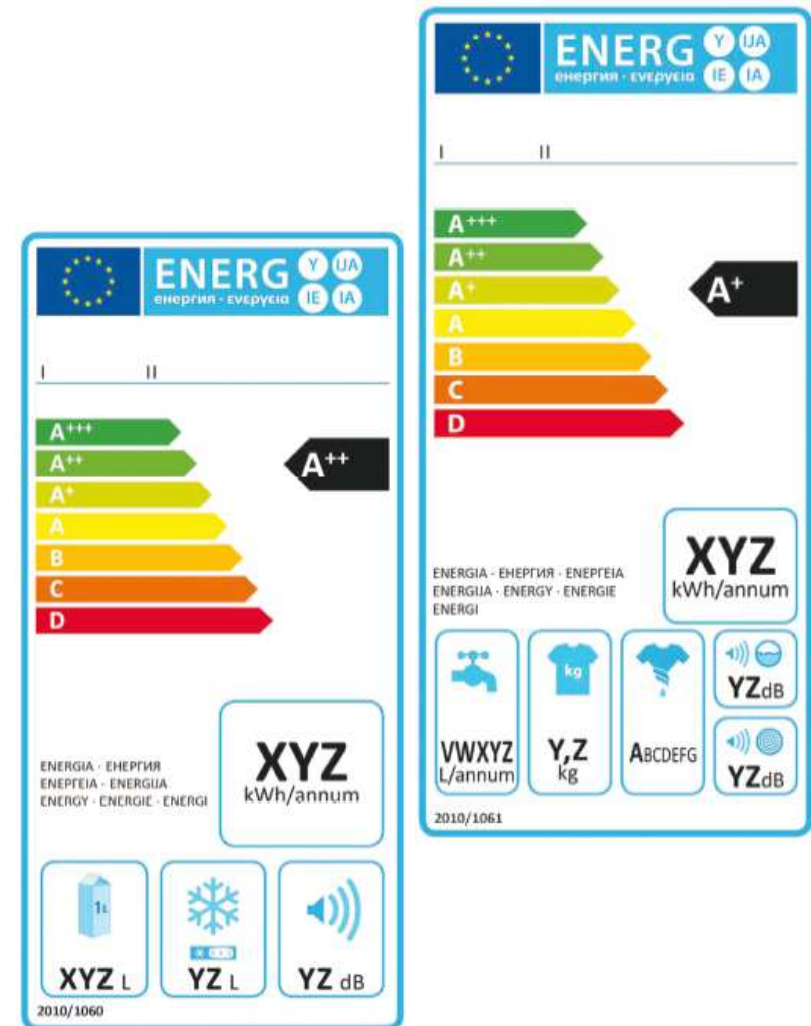 ENERG Y IJA
енергия · ενεργεια IE IA
I II
A+++
A++
A+ A+
A
B
C
D
XYZ
kWh/annum
ENERGIA · ЕНЕРГИЯ · ΕΝΕΡΓΕΙΑ
ENERGIJA · ENERGY · ENERGIE
ENERGI
VWXYZ
L/annum
kg
Y,Z
kg
ABCDEFG
YZdB
YZdB
2010/1061
ENERG Y IJA
енергия · ενεργεια IE IA
I II
A+++
A++ A++
A+
A
B
C
D
XYZ
kWh/annum
ENERGIA · ЕНЕРГИЯ
ΕΝΕΡΓΕΙΑ · ENERGIJA
ENERGY · ENERGIE · ENERGI
1L
XYZ L
YZ L
YZ dB
2010/1060